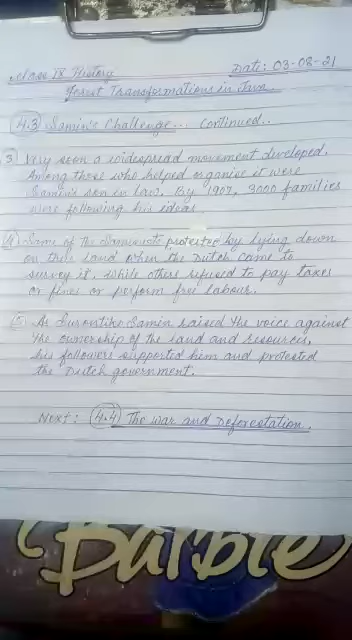 Class IX History
Date: 03-08-21
Forest Transformations in Java.
4.3 Samin's Challenge... Continued..
3 Very soon a widespread movement developed.
Among those who helped organise it were
Samin's son in law. By 1907, 3000 families
were following his ideas
4 Some of the Saminists protested by lying down
on their land when the Dutch came to
survey it, while others refused to pay taxes
or fines or perform free labour.
5 As Surontiko Samin raised the voice against
the ownership of the land and resources,
his followers supported him and protested
the Dutch government.
Next: 4.4 The war and Deforestation.
Barbie